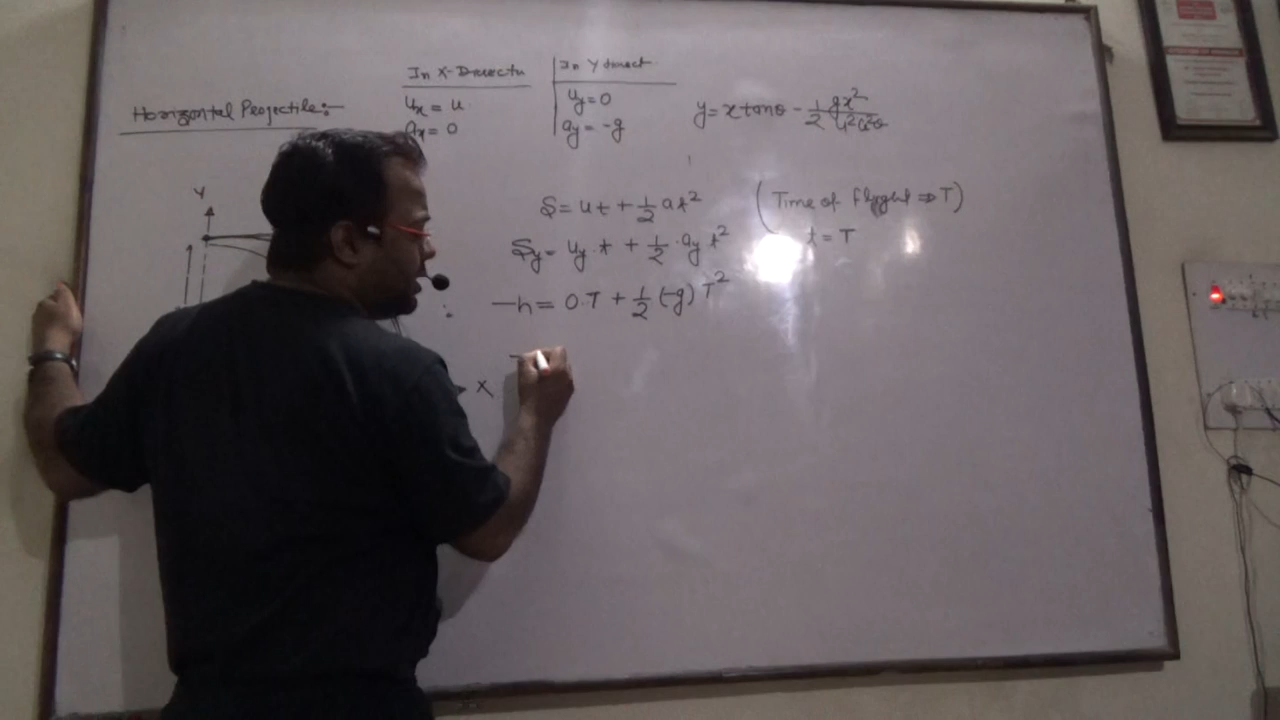 In X-Directn
In Y direct
Horizontal Projectile:-
ux = u
ax = 0
uy = 0
ay = -g
y = x tanθ - 1/2 gx²/u²cos²θ
Y
S = ut + 1/2 at²
(Time of flight ⇒ T)
Sy = uy·t + 1/2·ay t²
t = T
-h = 0·T + 1/2 (-g) T²
X